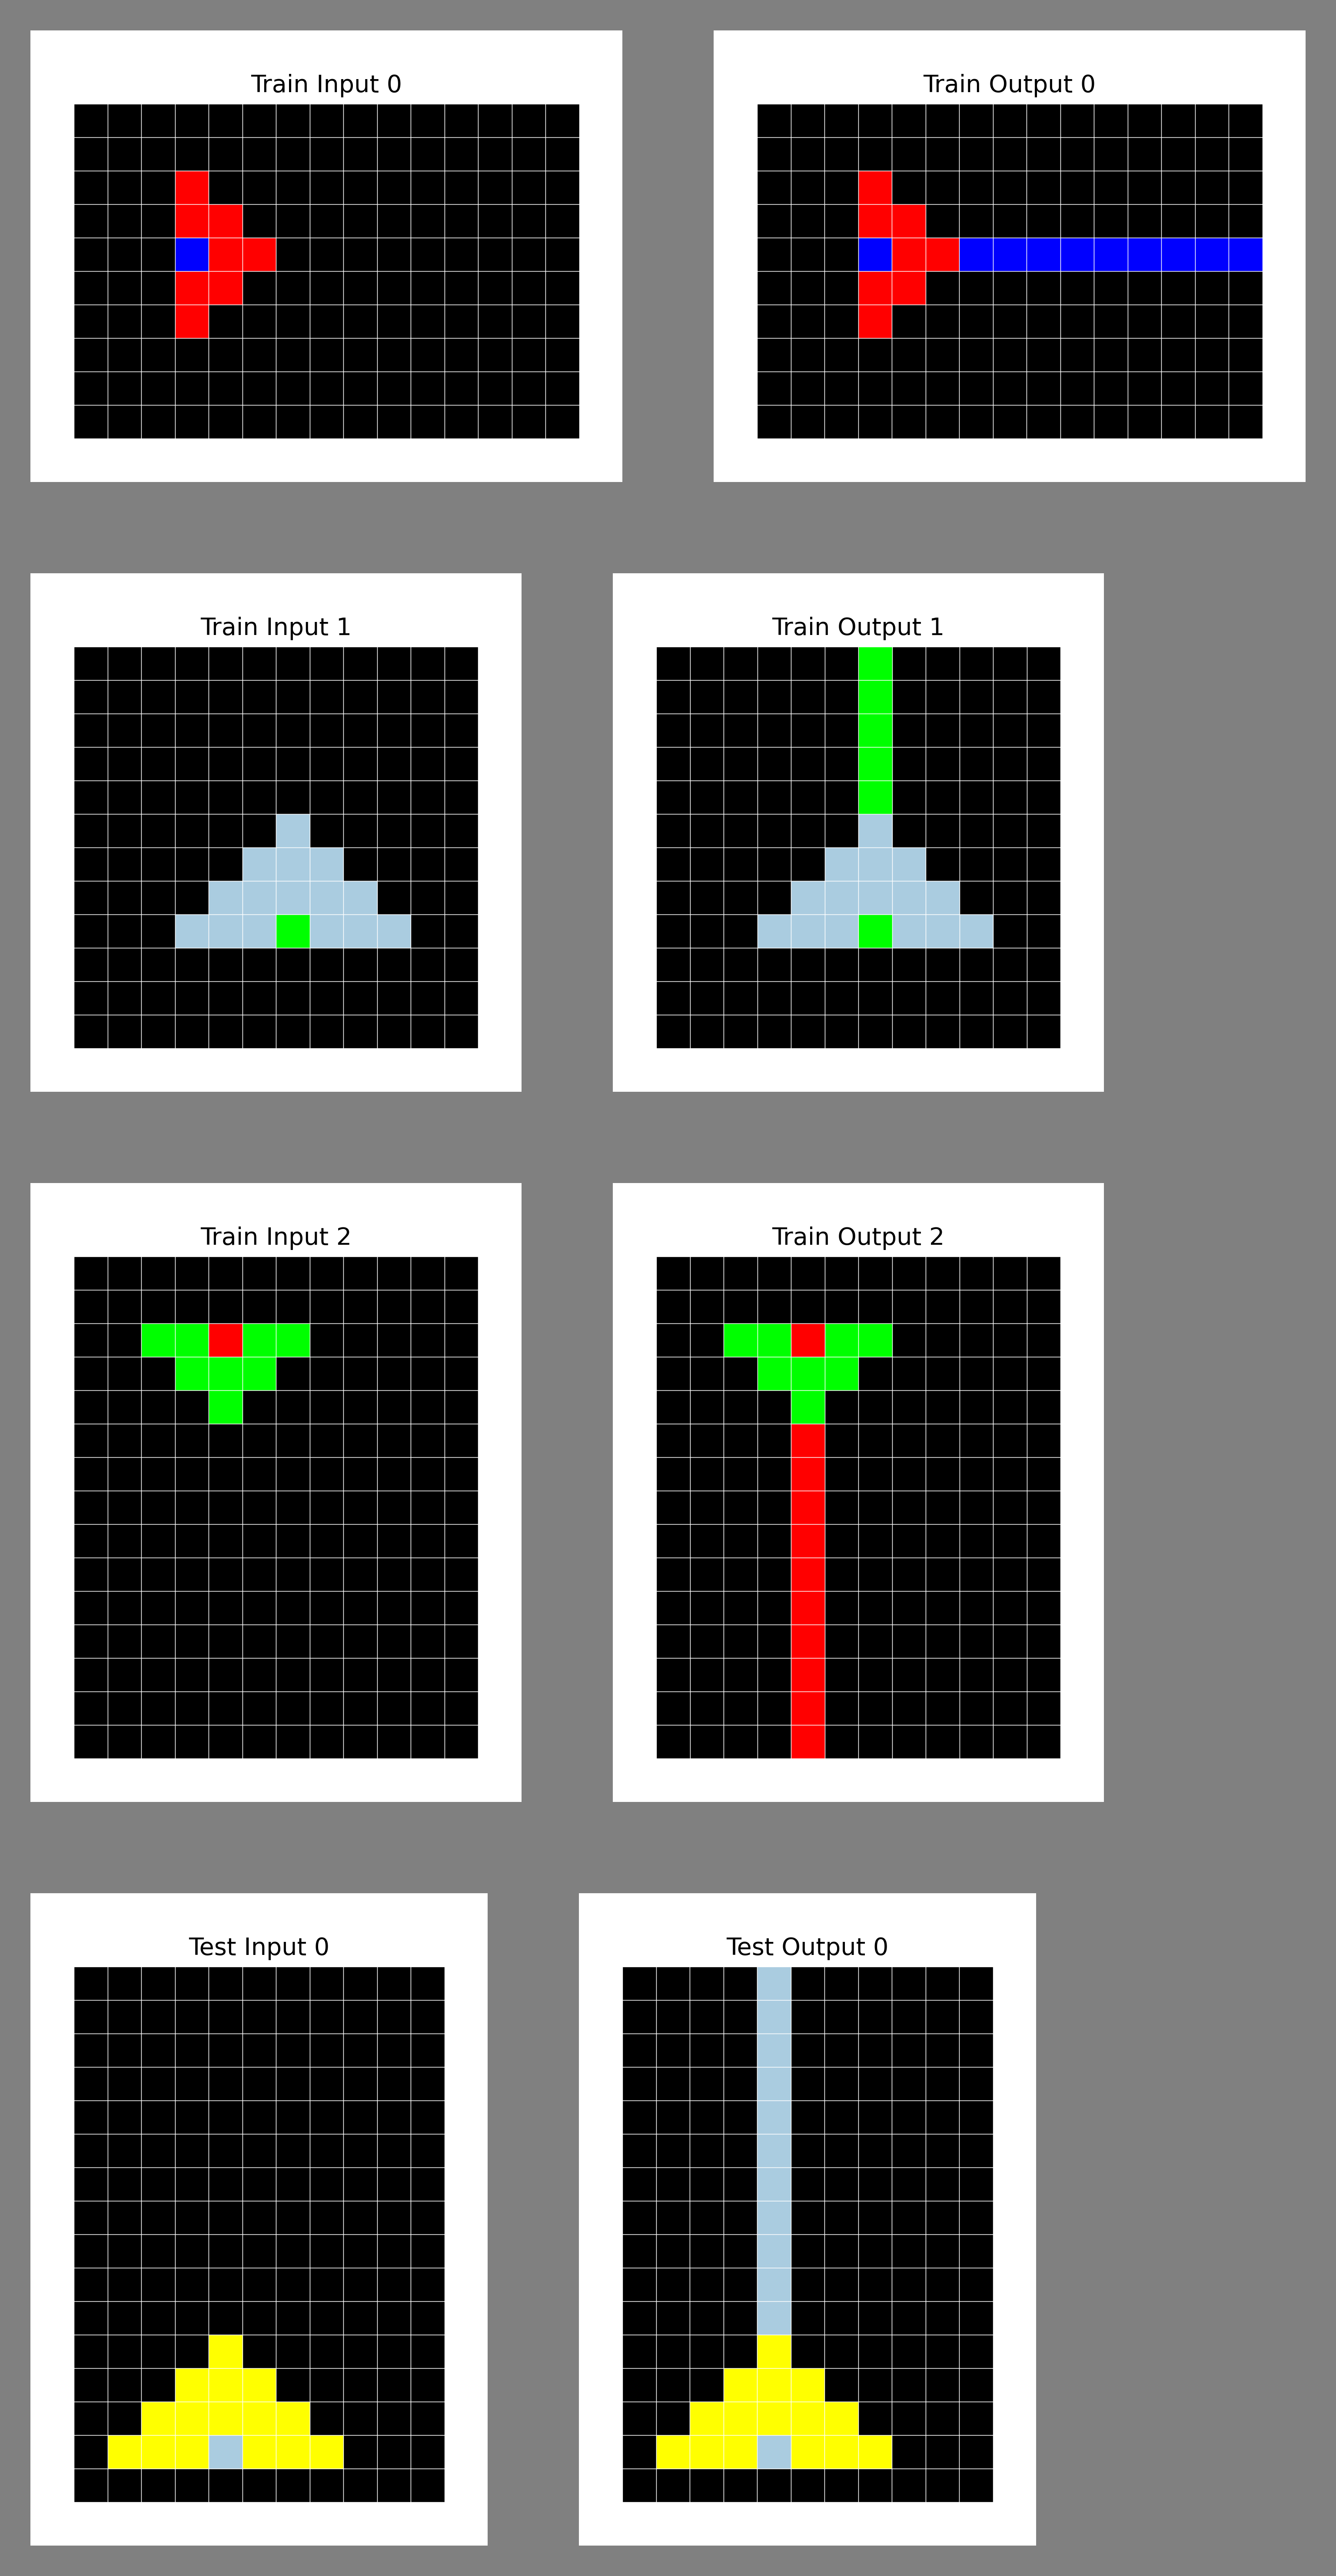 Train Input 0
Train Output 0
Train Input 1
Train Output 1
Train Input 2
Train Output 2
Test Input 0
Test Output 0